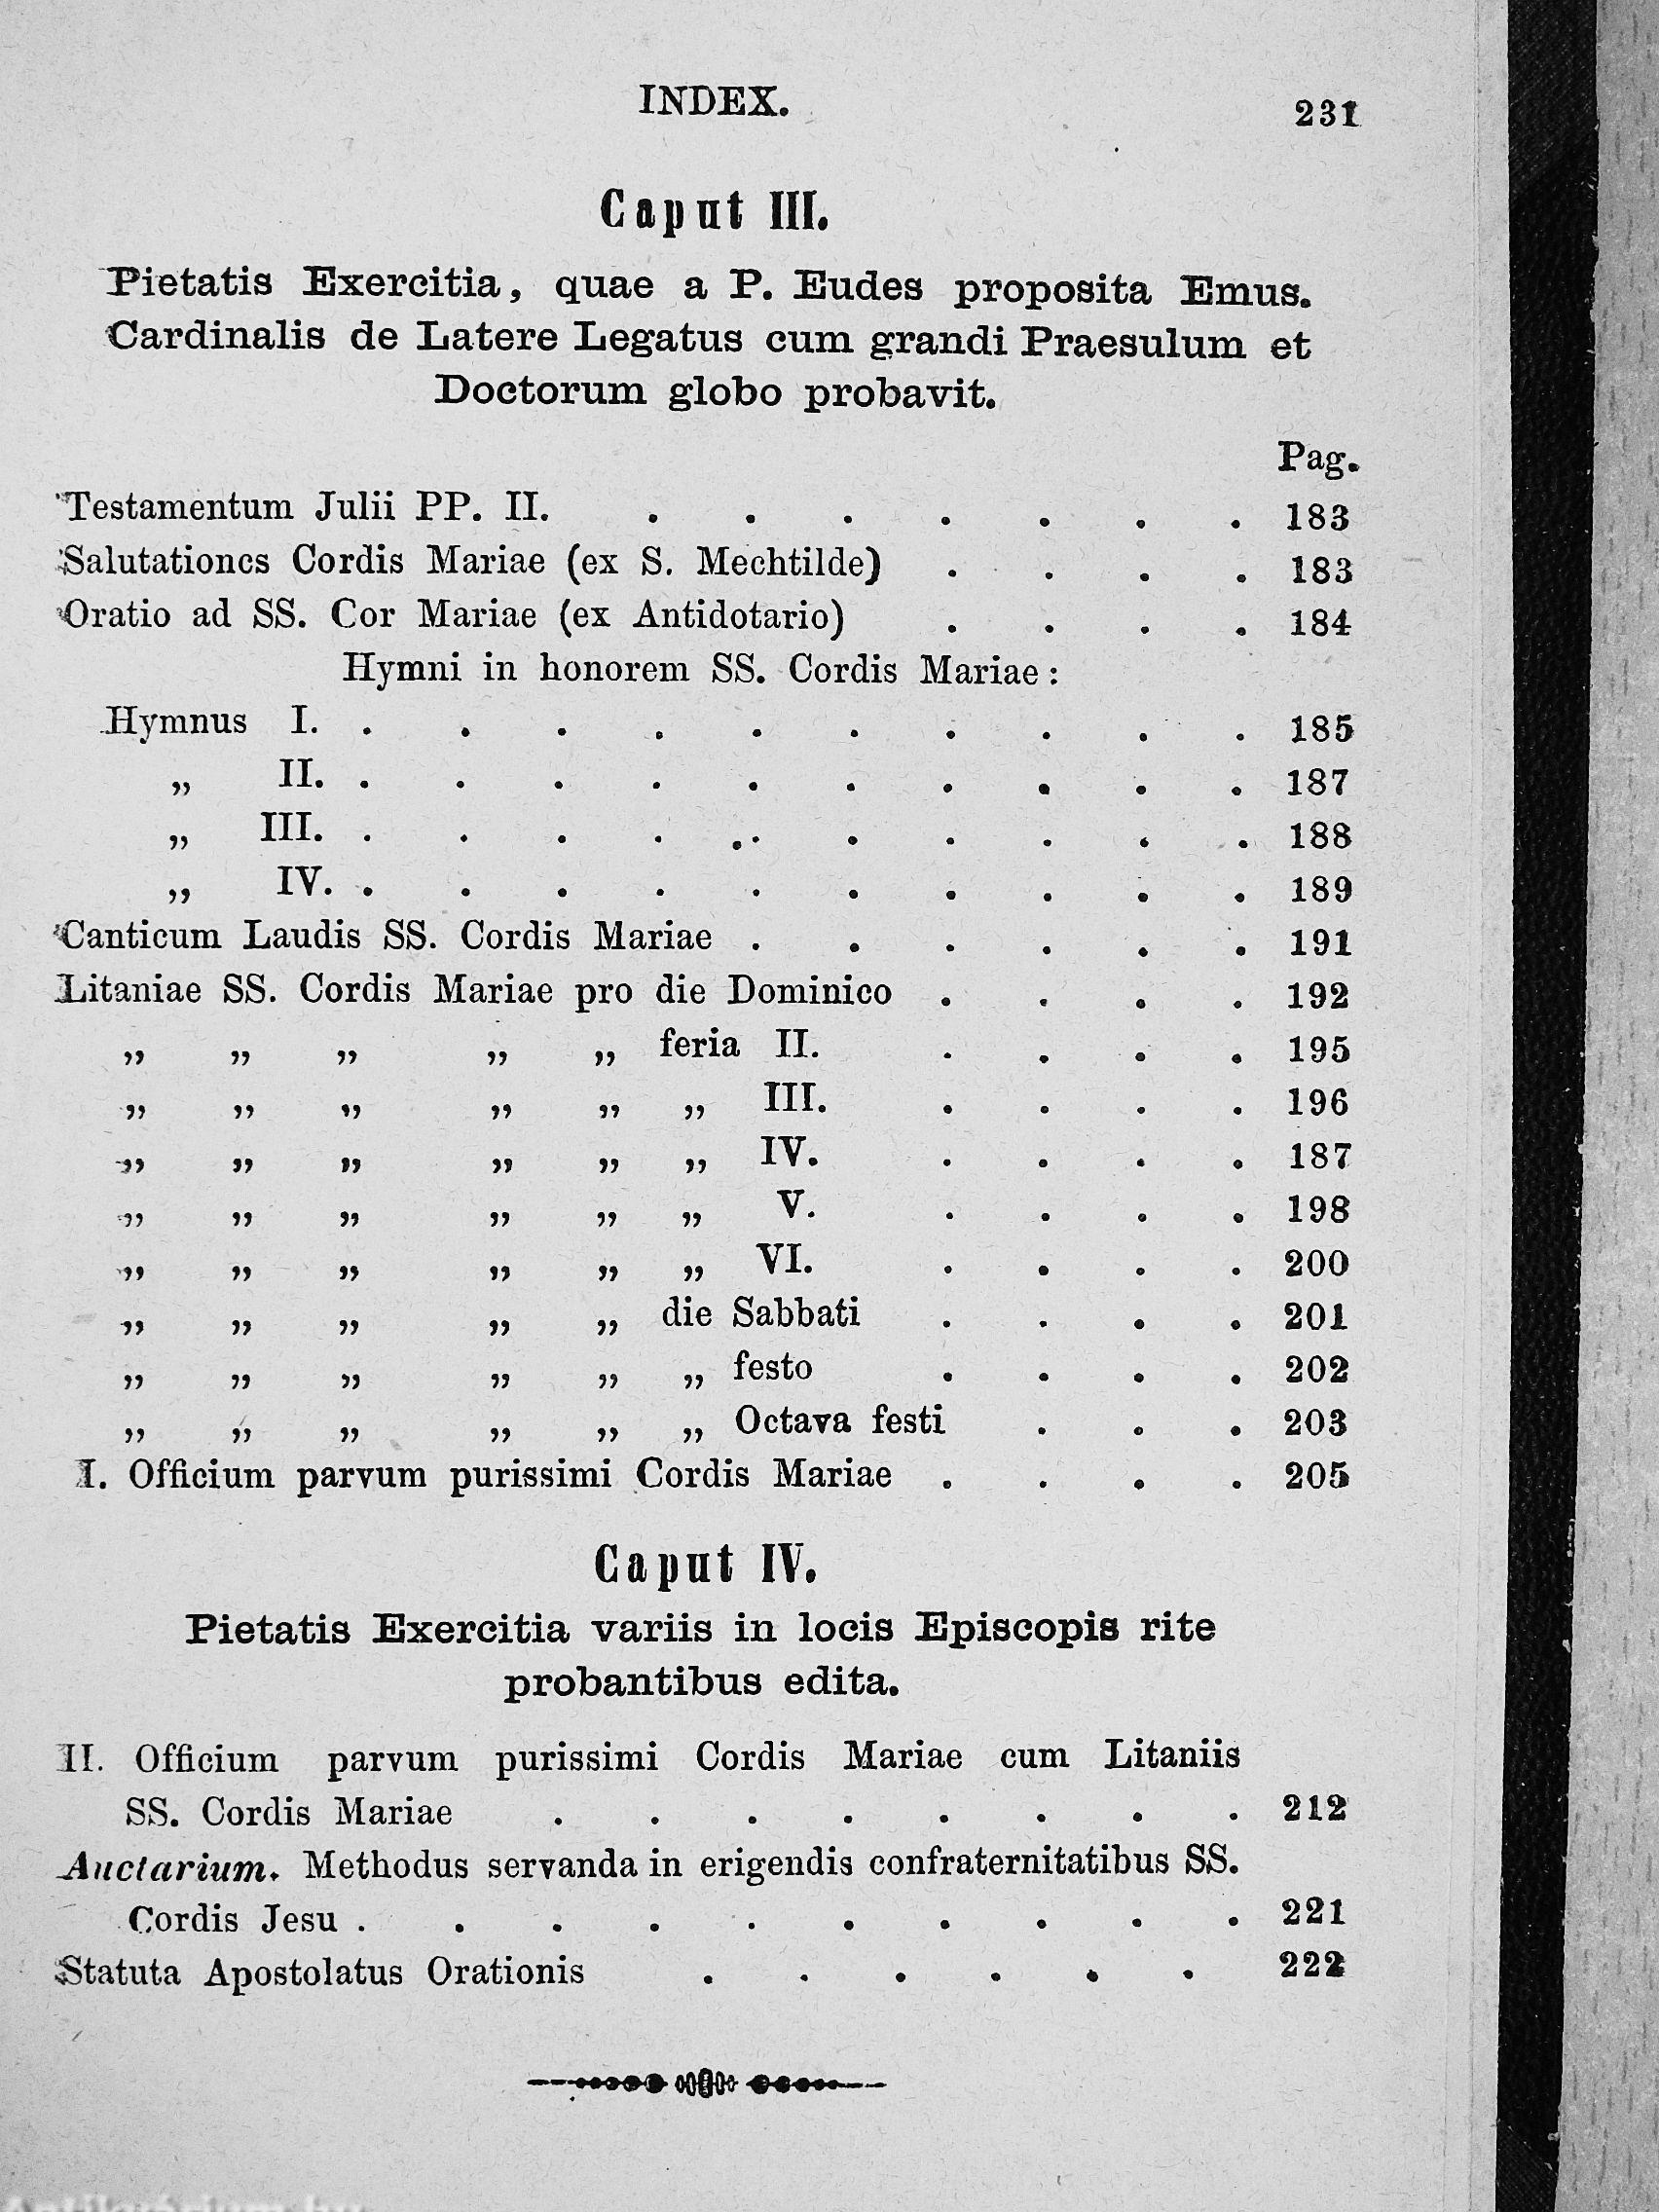 INDEX. 231
Caput III.
Pietatis Exercitia, quae a P. Eudes proposita Emus.
Cardinalis de Latere Legatus cum grandi Praesulum et
Doctorum globo probavit.
Pag.
Testamentum Julii PP. II. . . . . . . . 183
Salutationes Cordis Mariae (ex S. Mechtilde) . . . . 183
Oratio ad SS. Cor Mariae (ex Antidotario) . . . . 184
Hymni in honorem SS. Cordis Mariae:
Hymnus I. . . . . . . . . . . 185
„ II. . . . . . . . . . . 187
„ III. . . . . . . . . . . 188
„ IV. . . . . . . . . . . 189
Canticum Laudis SS. Cordis Mariae . . . . . . 191
Litaniae SS. Cordis Mariae pro die Dominico . . . . 192
„ „ „ „ „ feria II. . . . . 195
„ „ „ „ „ „ III. . . . . 196
„ „ „ „ „ „ IV. . . . . 187
„ „ „ „ „ „ V. . . . . 198
„ „ „ „ „ „ VI. . . . . 200
„ „ „ „ „ die Sabbati . . . . 201
„ „ „ „ „ „ festo . . . . 202
„ „ „ „ „ „ Octava festi . . . 203
I. Officium parvum purissimi Cordis Mariae . . . . 205
Caput IV.
Pietatis Exercitia variis in locis Episcopis rite
probantibus edita.
II. Officium parvum purissimi Cordis Mariae cum Litaniis
SS. Cordis Mariae . . . . . . . . 212
Auctarium. Methodus servanda in erigendis confraternitatibus SS.
Cordis Jesu . . . . . . . . . . 221
Statuta Apostolatus Orationis . . . . . . 222